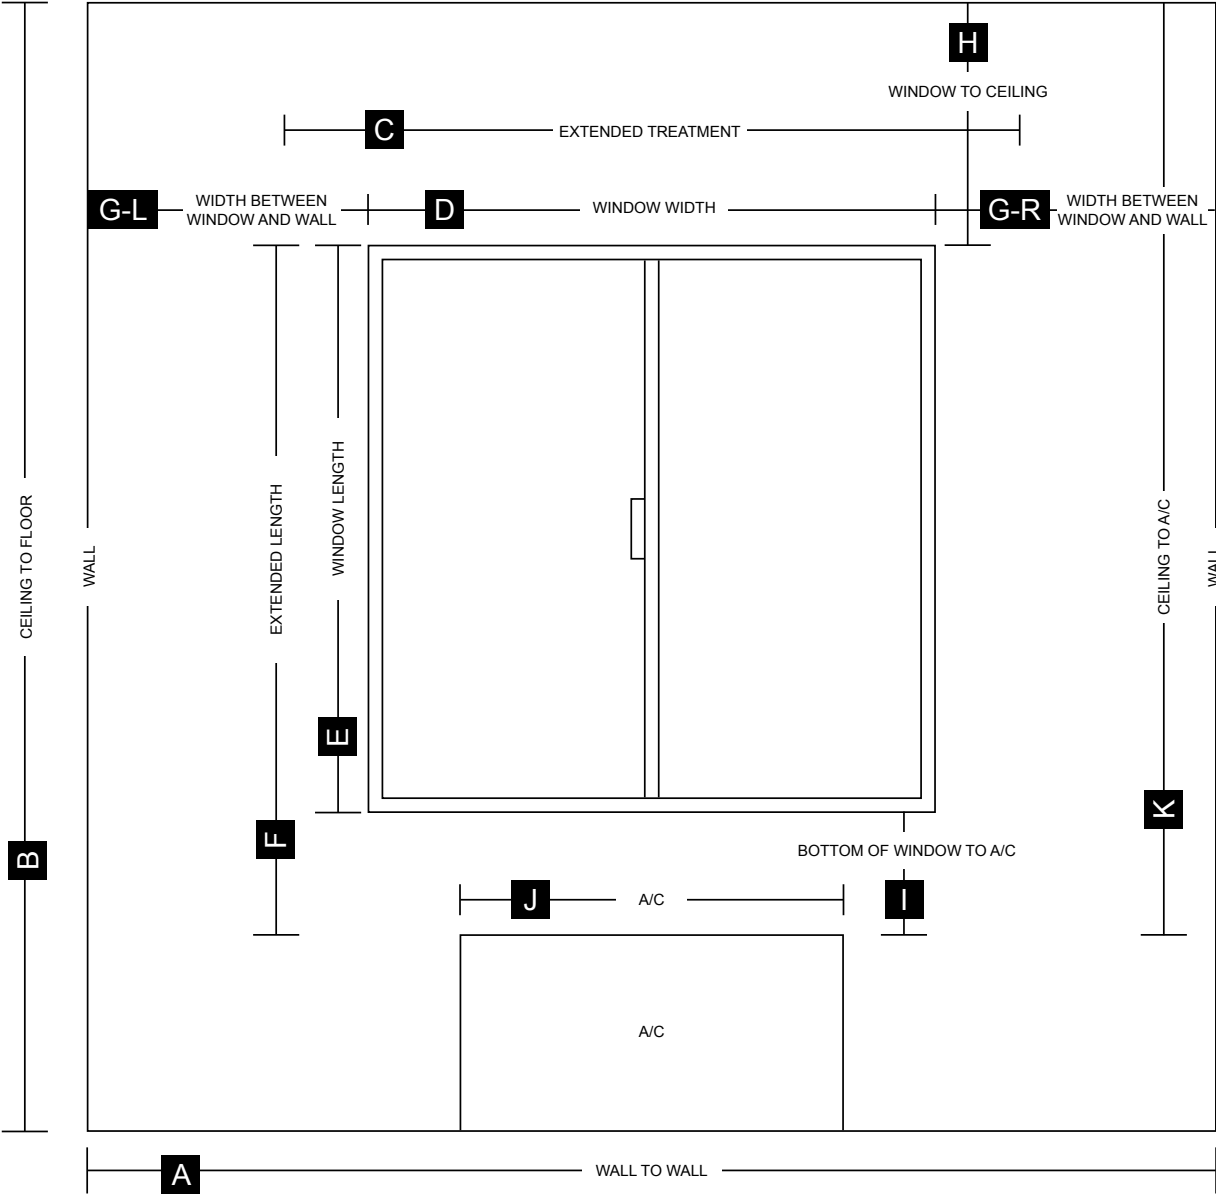 H
WINDOW TO CEILING
C
EXTENDED TREATMENT
G-L
WIDTH BETWEEN
WINDOW AND WALL
D
WINDOW WIDTH
G-R
WIDTH BETWEEN
WINDOW AND WALL
CEILING TO FLOOR
B
WALL
EXTENDED LENGTH
F
WINDOW LENGTH
E
CEILING TO A/C
K
WALL
BOTTOM OF WINDOW TO A/C
I
J
A/C
A/C
A
WALL TO WALL